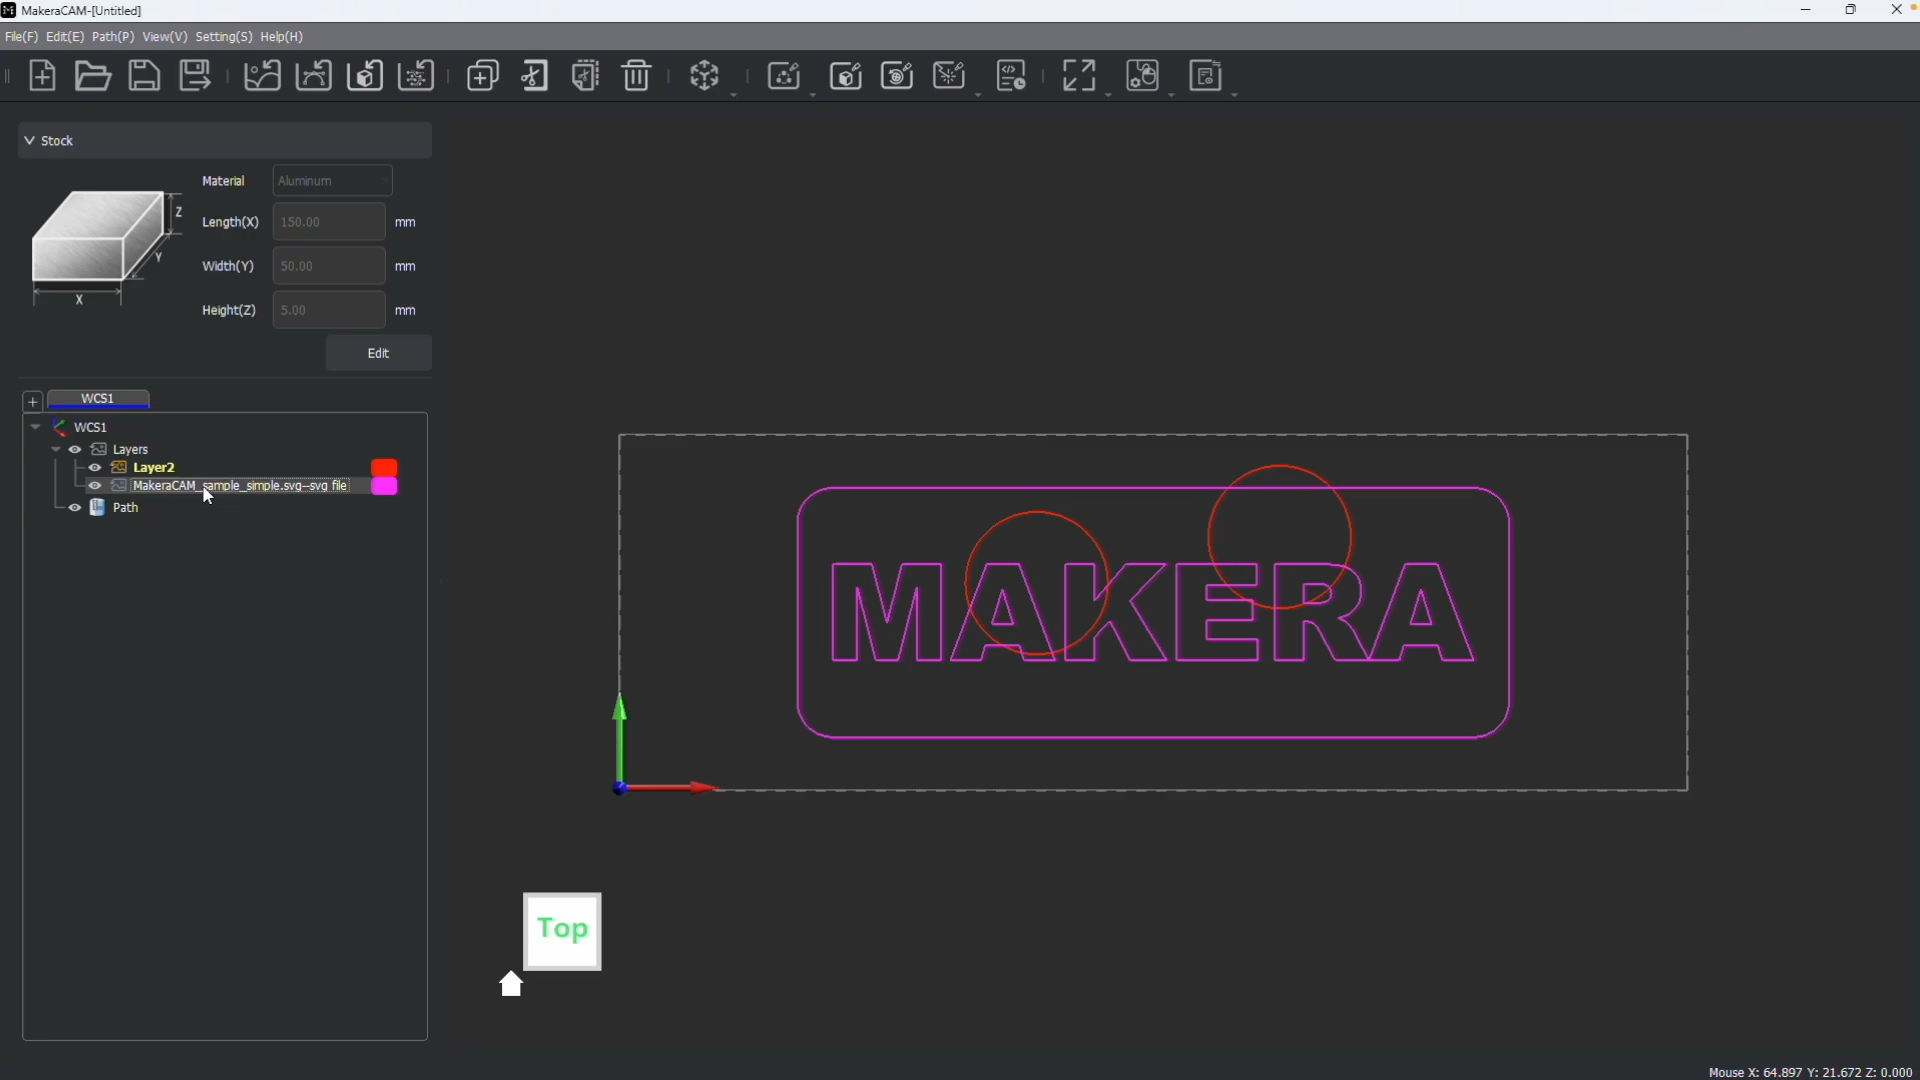 MakeraCAM-[Untitled]
File(F) Edit(E) Path(P) View(V) Setting(S) Help(H)
Stock
Material Aluminum
Length(X) 150.00 mm
Width(Y) 50.00 mm
Height(Z) 5.00 mm
Z
Y
X
Edit
+ WCS1
WCS1
Layers
Layer2
MakeraCAM_sample_simple.svg--svg file
Path
MAKERA
Top
Mouse X: 64.897 Y: 21.672 Z: 0.000